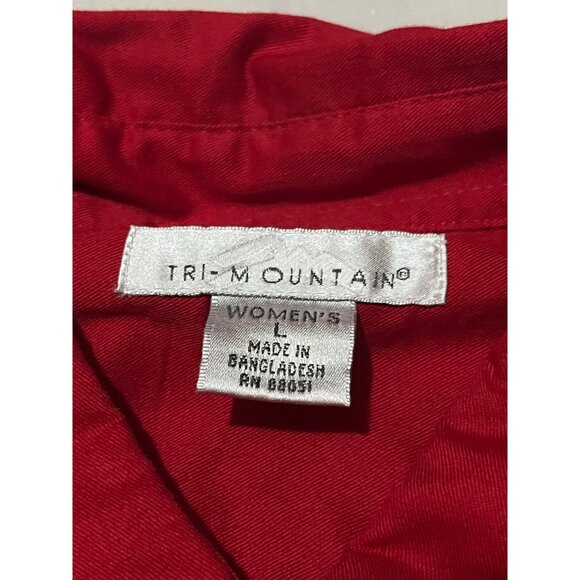 TRI-MOUNTAIN®
WOMEN'S
L
MADE IN
BANGLADESH
RN 88051